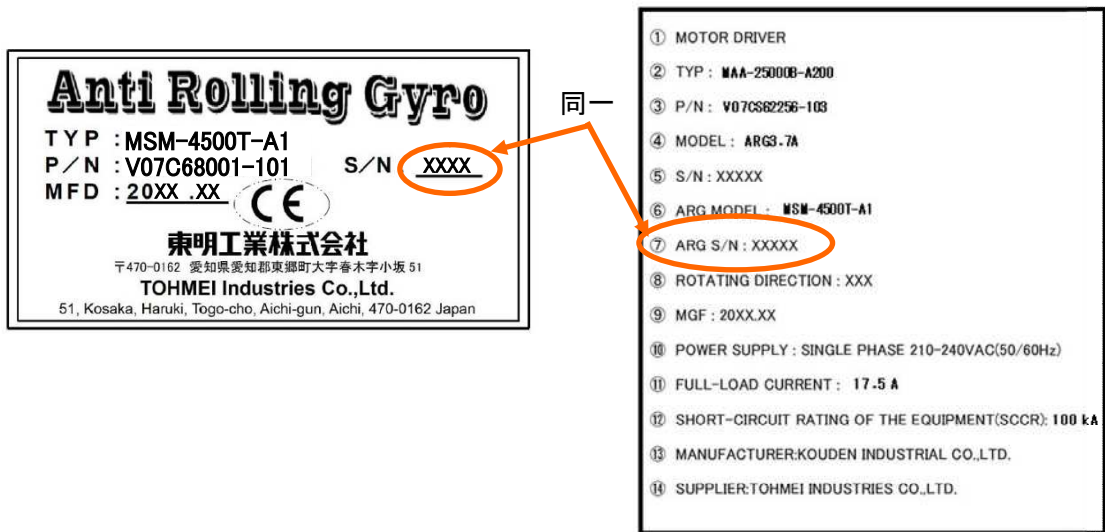 Anti Rolling Gyro
TYP : MSM-4500T-A1
P/N : V07C68001-101 S/N XXXX
MFD : 20XX .XX
CE
東明工業株式会社
〒470-0162 愛知県愛知郡東郷町大字春木字小坂 51
TOHMEI Industries Co.,Ltd.
51, Kosaka, Haruki, Togo-cho, Aichi-gun, Aichi, 470-0162 Japan
同一
① MOTOR DRIVER
② TYP : MAA-25000B-A200
③ P/N : V07CS62256-103
④ MODEL : ARG3.7A
⑤ S/N : XXXXX
⑥ ARG MODEL : MSM-4500T-A1
⑦ ARG S/N : XXXXX
⑧ ROTATING DIRECTION : XXX
⑨ MGF : 20XX.XX
⑩ POWER SUPPLY : SINGLE PHASE 210-240VAC(50/60Hz)
⑪ FULL-LOAD CURRENT : 17.5 A
⑫ SHORT-CIRCUIT RATING OF THE EQUIPMENT(SCCR): 100 kA
⑬ MANUFACTURER:KOUDEN INDUSTRIAL CO.,LTD.
⑭ SUPPLIER:TOHMEI INDUSTRIES CO.,LTD.